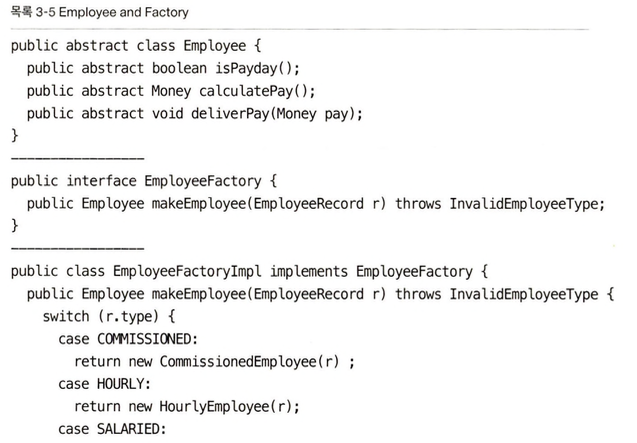 목록 3-5 Employee and Factory
public abstract class Employee {
  public abstract boolean isPayday();
  public abstract Money calculatePay();
  public abstract void deliverPay(Money pay);
}
-----------------
public interface EmployeeFactory {
  public Employee makeEmployee(EmployeeRecord r) throws InvalidEmployeeType;
}
-----------------
public class EmployeeFactoryImpl implements EmployeeFactory {
  public Employee makeEmployee(EmployeeRecord r) throws InvalidEmployeeType {
    switch (r.type) {
      case COMMISSIONED:
        return new CommissionedEmployee(r) ;
      case HOURLY:
        return new HourlyEmployee(r);
      case SALARIED: